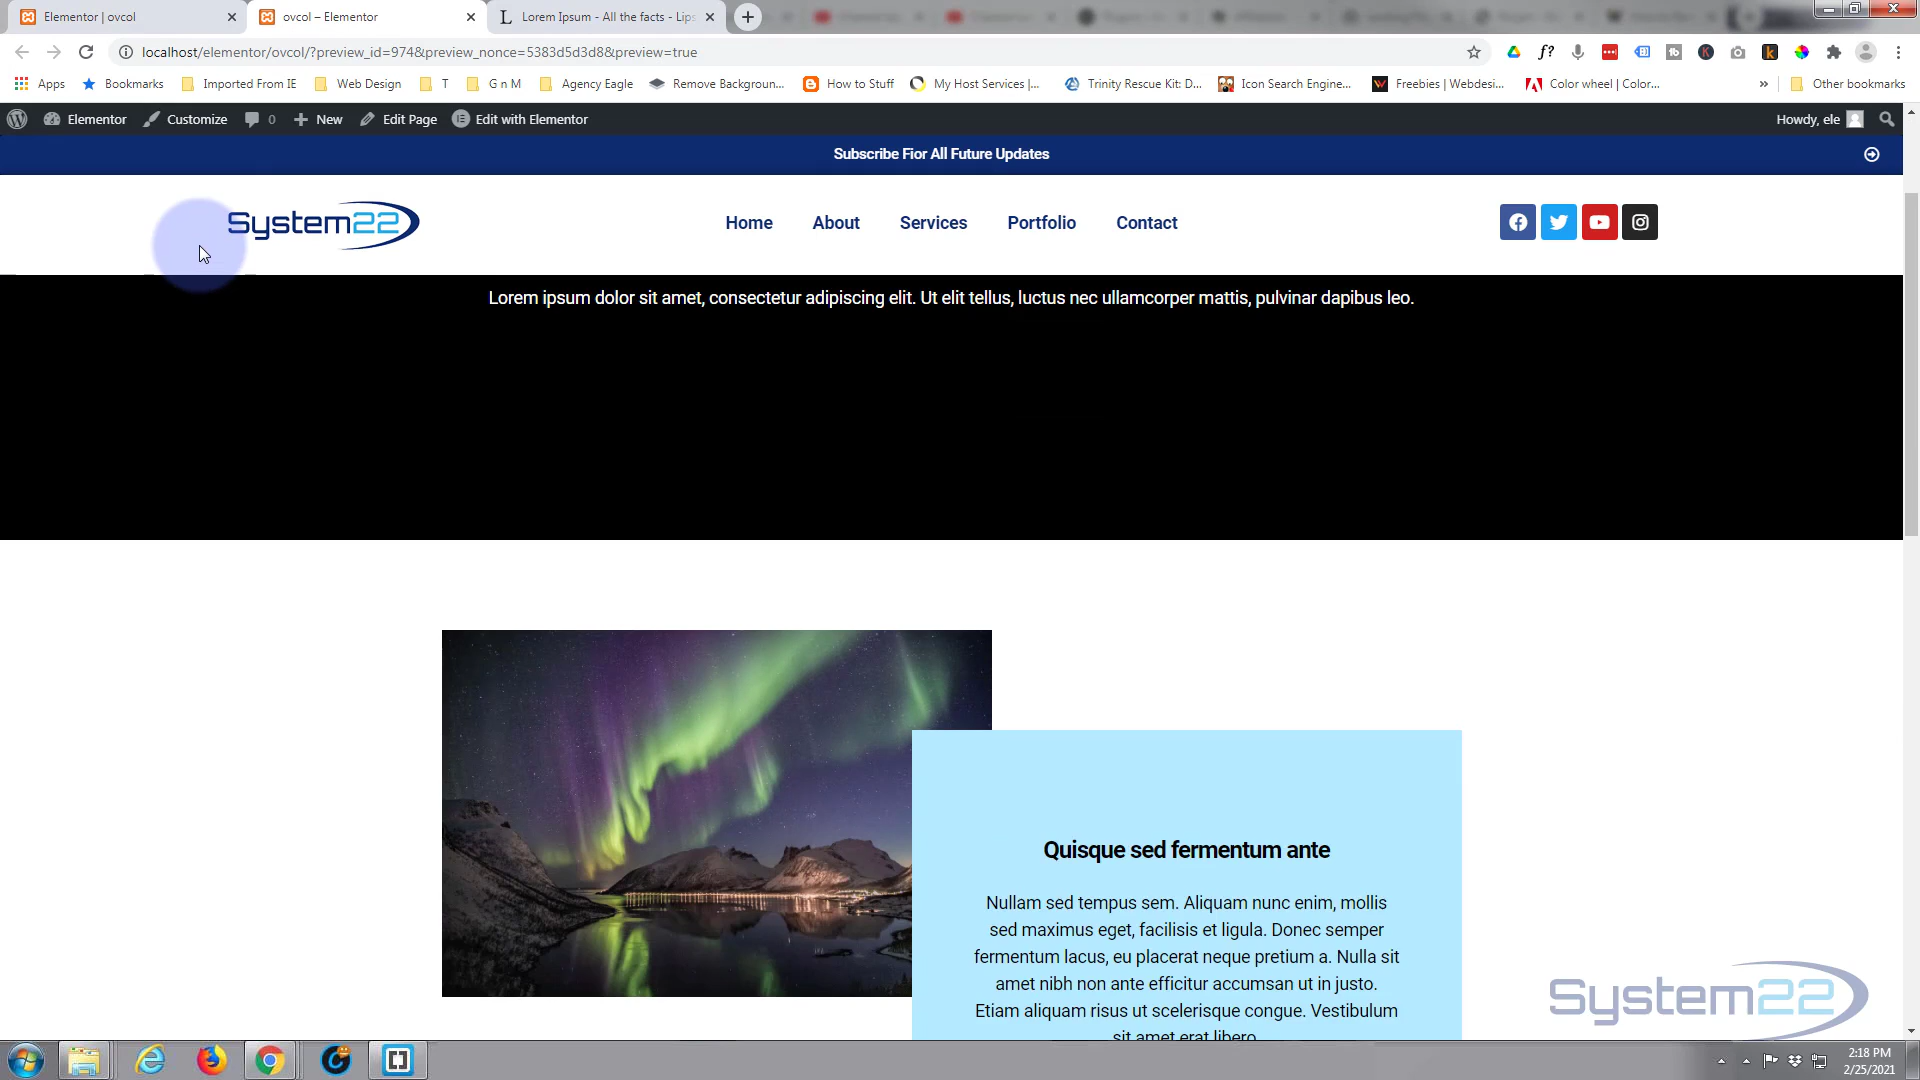 Elementor | ovcol
ovcol – Elementor
Lorem Ipsum - All the facts - Lips
localhost/elementor/ovcol/?preview_id=974&preview_nonce=5383d5d3d8&preview=true
Apps
Bookmarks
Imported From IE
Web Design
T
G n M
Agency Eagle
Remove Backgroun...
How to Stuff
My Host Services |...
Trinity Rescue Kit: D...
Icon Search Engine...
Freebies | Webdesi...
Color wheel | Color...
»
Other bookmarks
Elementor
Customize
0
New
Edit Page
Edit with Elementor
Howdy, ele
Subscribe Fior All Future Updates
System22
Home
About
Services
Portfolio
Contact
Lorem ipsum dolor sit amet, consectetur adipiscing elit. Ut elit tellus, luctus nec ullamcorper mattis, pulvinar dapibus leo.
Quisque sed fermentum ante
Nullam sed tempus sem. Aliquam nunc enim, mollis
sed maximus eget, facilisis et ligula. Donec semper
fermentum lacus, eu placerat neque pretium a. Nulla sit
amet nibh non ante efficitur accumsan ut in justo.
Etiam aliquam risus ut scelerisque congue. Vestibulum
sit amet erat libero.
System22
2:18 PM
2/25/2021